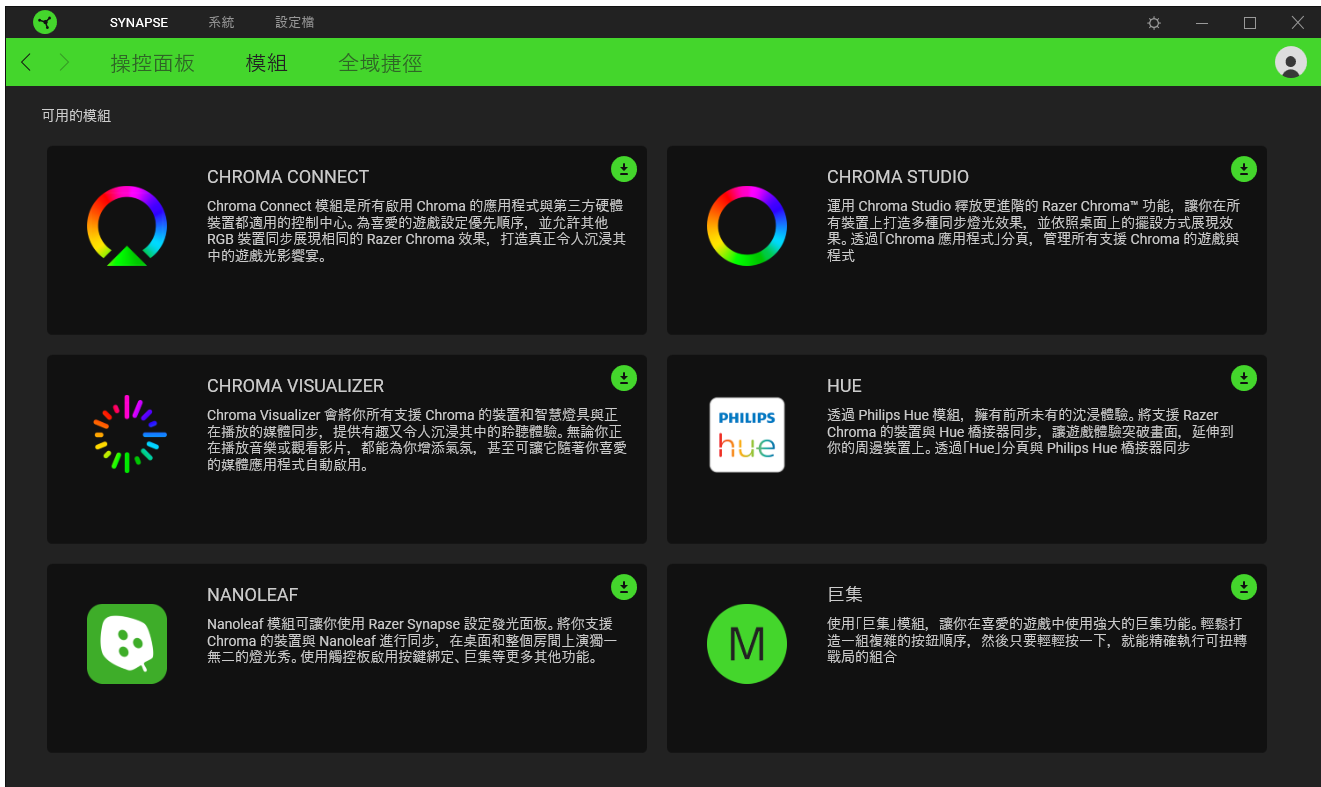 SYNAPSE 系統 設定檔
操控面板 模組 全域捷徑
可用的模組
CHROMA CONNECT
Chroma Connect 模組是所有啟用 Chroma 的應用程式與第三方硬體
裝置都適用的控制中心。為喜愛的遊戲設定優先順序，並允許其他
RGB 裝置同步展現相同的 Razer Chroma 效果，打造真正令人沉浸其
中的遊戲光影饗宴。
CHROMA STUDIO
運用 Chroma Studio 釋放更進階的 Razer Chroma™ 功能，讓你在所
有裝置上打造多種同步燈光效果，並依照桌面上的擺設方式展現效
果。透過「Chroma 應用程式」分頁，管理所有支援 Chroma 的遊戲與
程式
CHROMA VISUALIZER
Chroma Visualizer 會將你所有支援 Chroma 的裝置和智慧燈具與正
在播放的媒體同步，提供有趣又令人沉浸其中的聆聽體驗。無論你正
在播放音樂或觀看影片，都能為你增添氣氛，甚至可讓它隨著你喜愛
的媒體應用程式自動啟用。
PHILIPS
hue
HUE
透過 Philips Hue 模組，擁有前所未有的沈浸體驗。將支援 Razer
Chroma 的裝置與 Hue 橋接器同步，讓遊戲體驗突破畫面，延伸到
你的周邊裝置上。透過「Hue」分頁與 Philips Hue 橋接器同步
NANOLEAF
Nanoleaf 模組可讓你使用 Razer Synapse 設定發光面板。將你支援
Chroma 的裝置與 Nanoleaf 進行同步，在桌面和整個房間上演獨一
無二的燈光秀。使用觸控板啟用按鍵綁定、巨集等更多其他功能。
M
巨集
使用「巨集」模組，讓你在喜愛的遊戲中使用強大的巨集功能。輕鬆打
造一組複雜的按鈕順序，然後只要輕輕按一下，就能精確執行可扭轉
戰局的組合